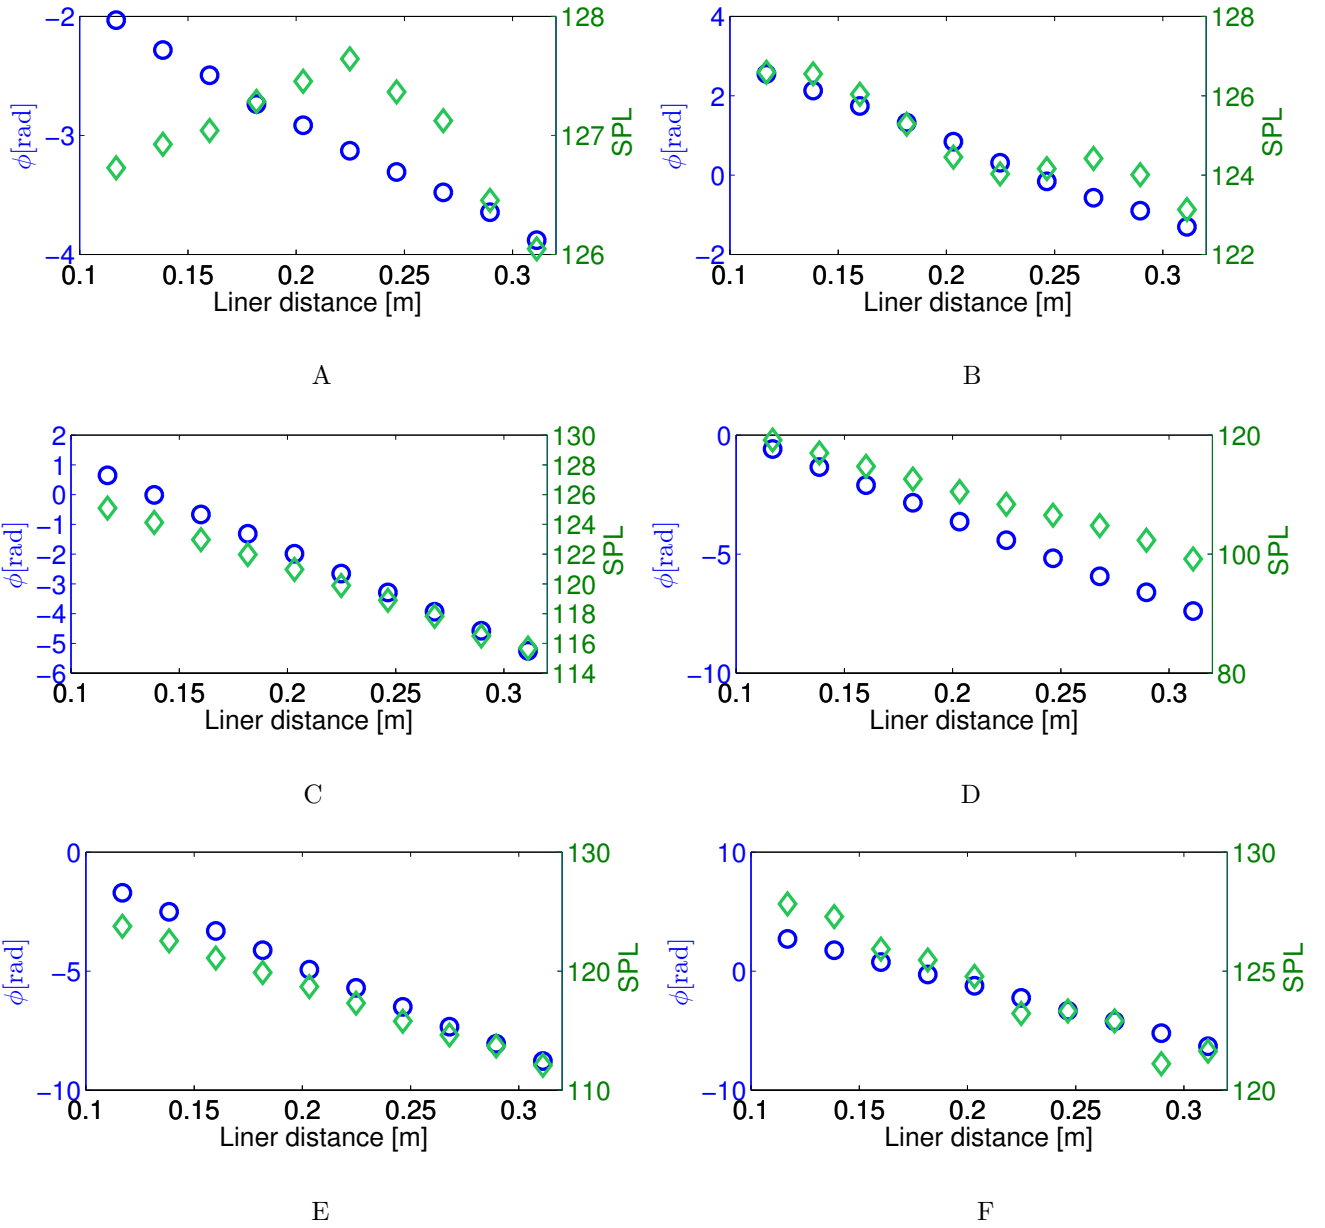 −2
−3
−4
ϕ[rad]
128
127
126
SPL
0.1 0.15 0.2 0.25 0.3
Liner distance [m]
A
4
2
0
−2
ϕ[rad]
128
126
124
122
SPL
0.1 0.15 0.2 0.25 0.3
Liner distance [m]
B
2
1
0
−1
−2
−3
−4
−5
−6
ϕ[rad]
130
128
126
124
122
120
118
116
114
SPL
0.1 0.15 0.2 0.25 0.3
Liner distance [m]
C
0
−5
−10
ϕ[rad]
120
100
80
SPL
0.1 0.15 0.2 0.25 0.3
Liner distance [m]
D
0
−5
−10
ϕ[rad]
130
120
110
SPL
0.1 0.15 0.2 0.25 0.3
Liner distance [m]
E
10
0
−10
ϕ[rad]
130
125
120
SPL
0.1 0.15 0.2 0.25 0.3
Liner distance [m]
F